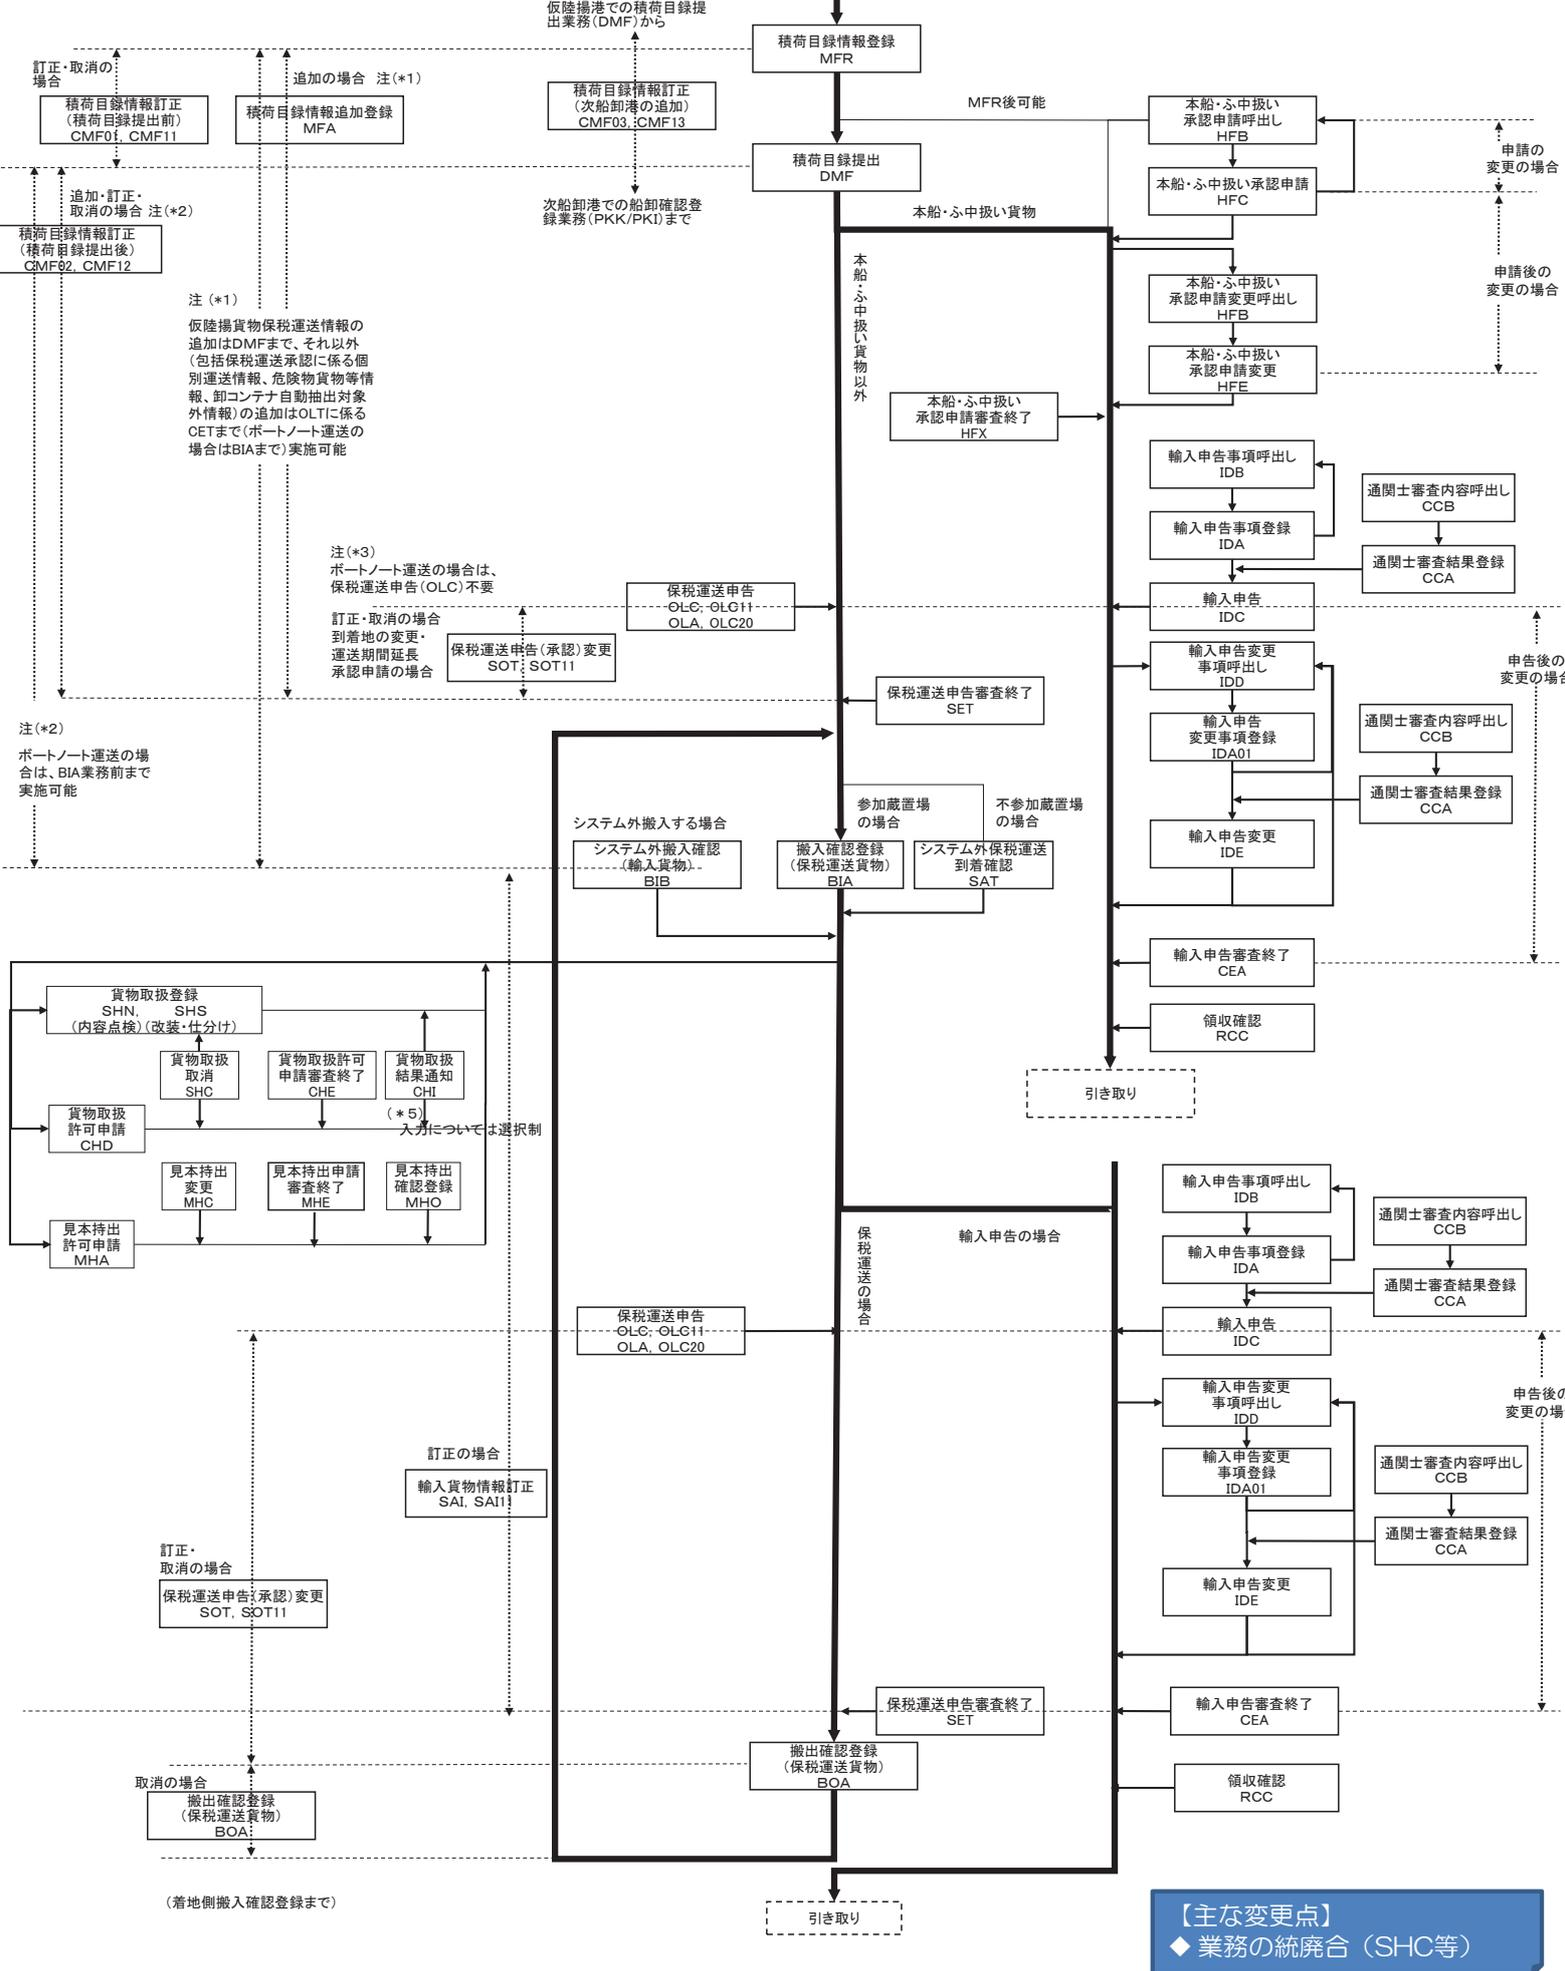 仮陸揚港での積荷目録提
出業務（DMF）から
積荷目録情報登録
MFR
訂正・取消の
場合
追加の場合　注（*1）
積荷目録情報訂正
（積荷目録提出前）
CMF01, CMF11
積荷目録情報追加登録
MFA
積荷目録情報訂正
（次船卸港の追加）
CMF03, CMF13
MFR後可能
本船・ふ中扱い
承認申請呼出し
HFB
申請の
変更の場合
積荷目録提出
DMF
本船・ふ中扱い承認申請
HFC
追加・訂正・
取消の場合 注（*2）
次船卸港での船卸確認登
録業務（PKK/PKI）まで
本船・ふ中扱い貨物
積荷目録情報訂正
（積荷目録提出後）
CMF02, CMF12
本船・ふ中扱い貨物以外
本船・ふ中扱い
承認申請変更呼出し
HFB
申請後の
変更の場合
注（*1）
仮陸揚貨物保税運送情報の
追加はDMFまで、それ以外
（包括保税運送承認に係る個
別運送情報、危険物貨物等情
報、卸コンテナ自動抽出対象
外情報）の追加はOLTに係る
CETまで（ポートノート運送の
場合はBIAまで）実施可能
本船・ふ中扱い
承認申請変更
HFE
本船・ふ中扱い
承認申請審査終了
HFX
輸入申告事項呼出し
IDB
通関士審査内容呼出し
CCB
輸入申告事項登録
IDA
通関士審査結果登録
CCA
注（*3）
ポートノート運送の場合は、
保税運送申告（OLC）不要
保税運送申告
OLC, OLC11
OLA, OLC20
輸入申告
IDC
訂正・取消の場合
到着地の変更・
運送期間延長
承認申請の場合
保税運送申告（承認）変更
SOT, SOT11
輸入申告変更
事項呼出し
IDD
申告後の
変更の場合
保税運送申告審査終了
SET
輸入申告
変更事項登録
IDA01
通関士審査内容呼出し
CCB
注（*2）
ポートノート運送の場
合は、BIA業務前まで
実施可能
通関士審査結果登録
CCA
システム外搬入する場合
参加蔵置場
の場合
不参加蔵置場
の場合
システム外搬入確認
（輸入貨物）
BIB
搬入確認登録
（保税運送貨物）
BIA
システム外保税運送
到着確認
SAT
輸入申告変更
IDE
輸入申告審査終了
CEA
貨物取扱登録
SHN,　SHS
（内容点検）（改装・仕分け）
領収確認
RCC
貨物取扱
取消
SHC
貨物取扱許可
申請審査終了
CHE
貨物取扱
結果通知
CHI
引き取り
貨物取扱
許可申請
CHD
（＊5）
入力については選択制
見本持出
変更
MHC
見本持出申請
審査終了
MHE
見本持出
確認登録
MHO
見本持出
許可申請
MHA
輸入申告事項呼出し
IDB
通関士審査内容呼出し
CCB
保税運送の場合
輸入申告の場合
輸入申告事項登録
IDA
通関士審査結果登録
CCA
保税運送申告
OLC, OLC11
OLA, OLC20
輸入申告
IDC
輸入申告変更
事項呼出し
IDD
申告後の
変更の場
訂正の場合
輸入貨物情報訂正
SAI, SAI11
輸入申告変更
事項登録
IDA01
通関士審査内容呼出し
CCB
通関士審査結果登録
CCA
訂正・
取消の場合
保税運送申告（承認）変更
SOT, SOT11
輸入申告変更
IDE
保税運送申告審査終了
SET
輸入申告審査終了
CEA
搬出確認登録
（保税運送貨物）
BOA
取消の場合
搬出確認登録
（保税運送貨物）
BOA
領収確認
RCC
（着地側搬入確認登録まで）
引き取り
【主な変更点】
◆ 業務の統廃合（SHC等）